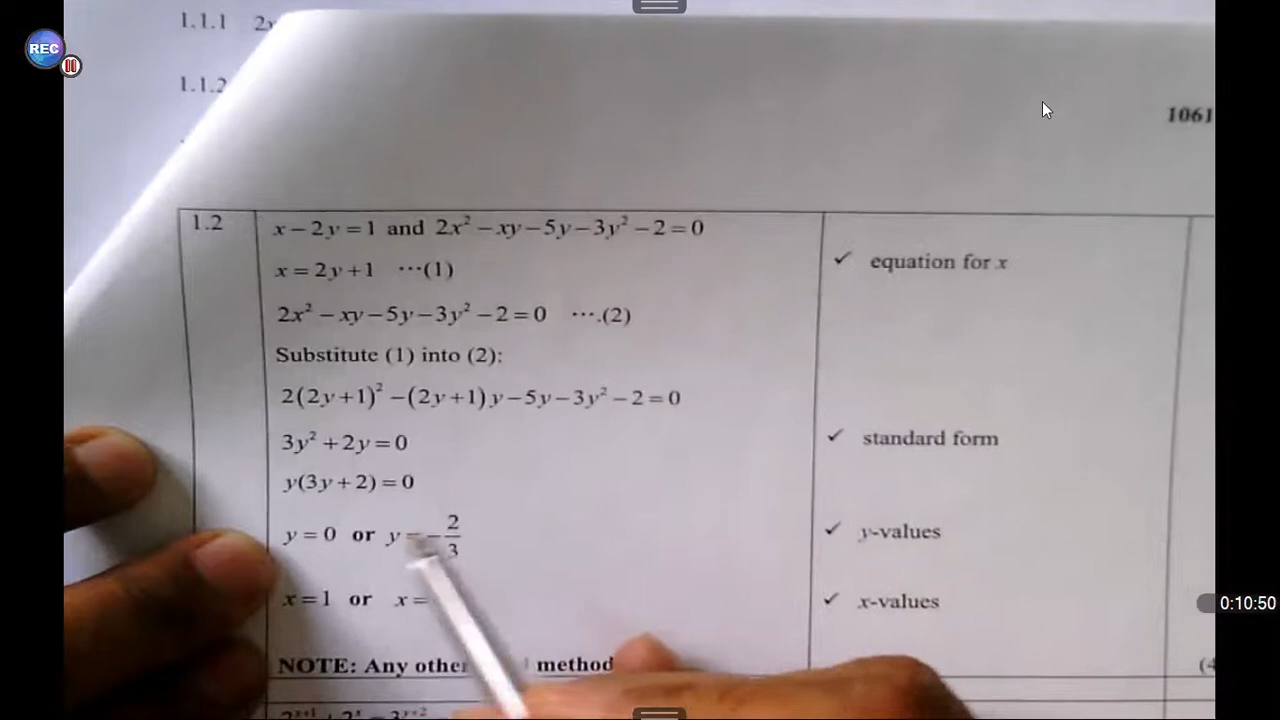 1.1.1 2x
1.1.2
REC
1061
1.2 x − 2y = 1 and 2x² − xy − 5y − 3y² − 2 = 0
x = 2y + 1 ⋯(1)
✓ equation for x
2x² − xy − 5y − 3y² − 2 = 0 ⋯.(2)
Substitute (1) into (2):
2(2y + 1)² − (2y + 1)y − 5y − 3y² − 2 = 0
3y² + 2y = 0
✓ standard form
y(3y + 2) = 0
y = 0 or y = −2/3
✓ y-values
x = 1 or x =
✓ x-values
0:10:50
NOTE: Any other method
(4